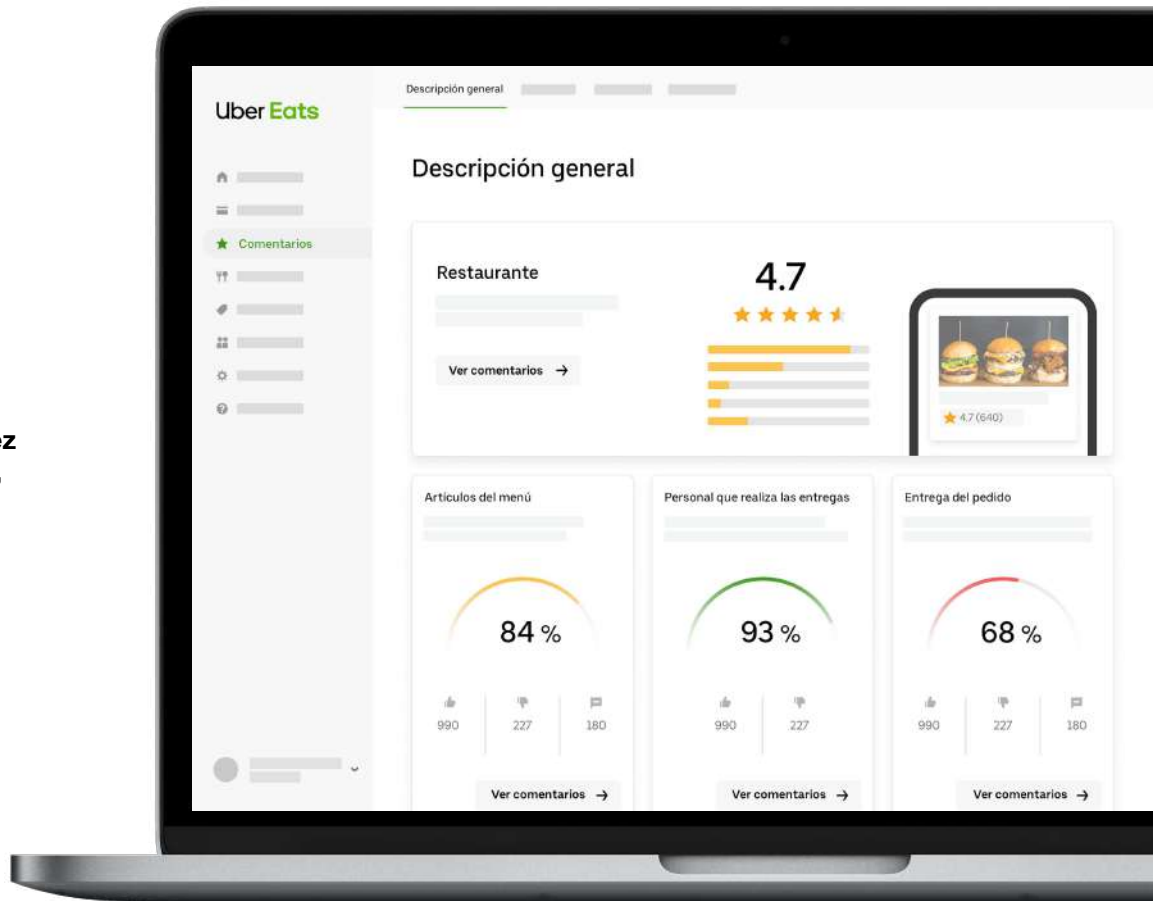 Uber Eats
Descripción general
Descripción general
Comentarios
Restaurante
4.7
Ver comentarios →
4.7 (640)
Artículos del menú
84 %
990 227 180
Ver comentarios →
Personal que realiza las entregas
93 %
990 227
Ver comentarios →
Entrega del pedido
68 %
990 227 180
Ver comentarios →